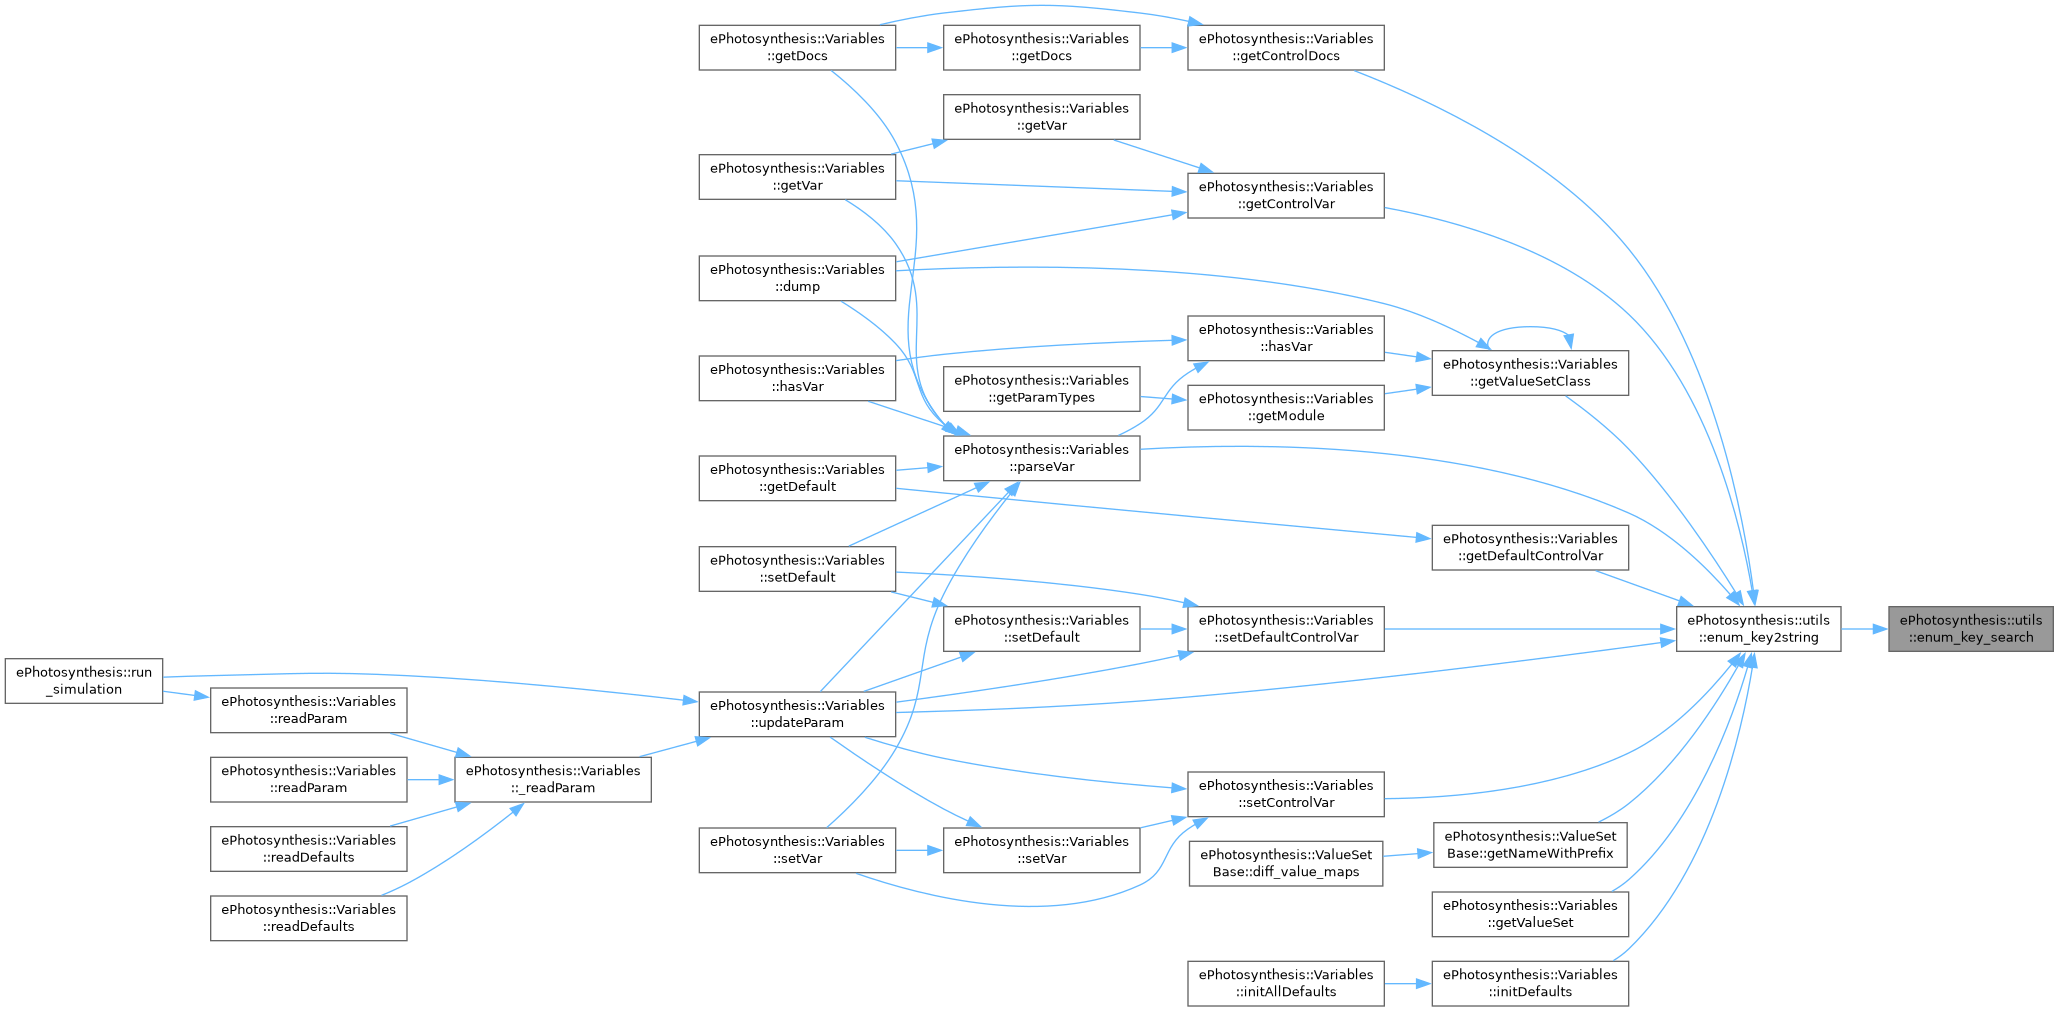 ePhotosynthesis::Variables
::getDocs
ePhotosynthesis::Variables
::getDocs
ePhotosynthesis::Variables
::getControlDocs
ePhotosynthesis::Variables
::getVar
ePhotosynthesis::Variables
::getVar
ePhotosynthesis::Variables
::getControlVar
ePhotosynthesis::Variables
::dump
ePhotosynthesis::Variables
::hasVar
ePhotosynthesis::Variables
::hasVar
ePhotosynthesis::Variables
::getParamTypes
ePhotosynthesis::Variables
::getModule
ePhotosynthesis::Variables
::getValueSetClass
ePhotosynthesis::Variables
::parseVar
ePhotosynthesis::Variables
::getDefault
ePhotosynthesis::Variables
::getDefaultControlVar
ePhotosynthesis::Variables
::setDefault
ePhotosynthesis::Variables
::setDefault
ePhotosynthesis::Variables
::setDefaultControlVar
ePhotosynthesis::utils
::enum_key2string
ePhotosynthesis::utils
::enum_key_search
ePhotosynthesis::run
_simulation
ePhotosynthesis::Variables
::readParam
ePhotosynthesis::Variables
::updateParam
ePhotosynthesis::Variables
::readParam
ePhotosynthesis::Variables
::_readParam
ePhotosynthesis::Variables
::setControlVar
ePhotosynthesis::Variables
::readDefaults
ePhotosynthesis::Variables
::setVar
ePhotosynthesis::Variables
::setVar
ePhotosynthesis::ValueSet
Base::diff_value_maps
ePhotosynthesis::ValueSet
Base::getNameWithPrefix
ePhotosynthesis::Variables
::readDefaults
ePhotosynthesis::Variables
::getValueSet
ePhotosynthesis::Variables
::initAllDefaults
ePhotosynthesis::Variables
::initDefaults